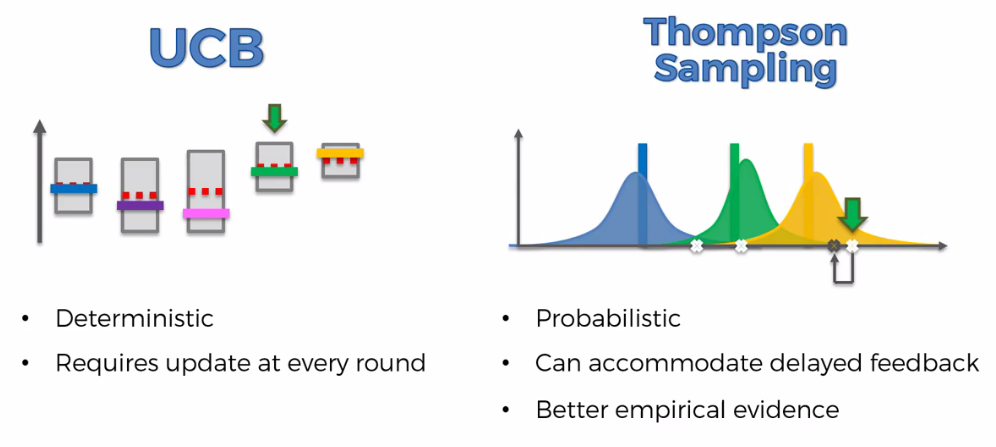 UCB
Thompson
Sampling
• Deterministic
• Requires update at every round
• Probabilistic
• Can accommodate delayed feedback
• Better empirical evidence